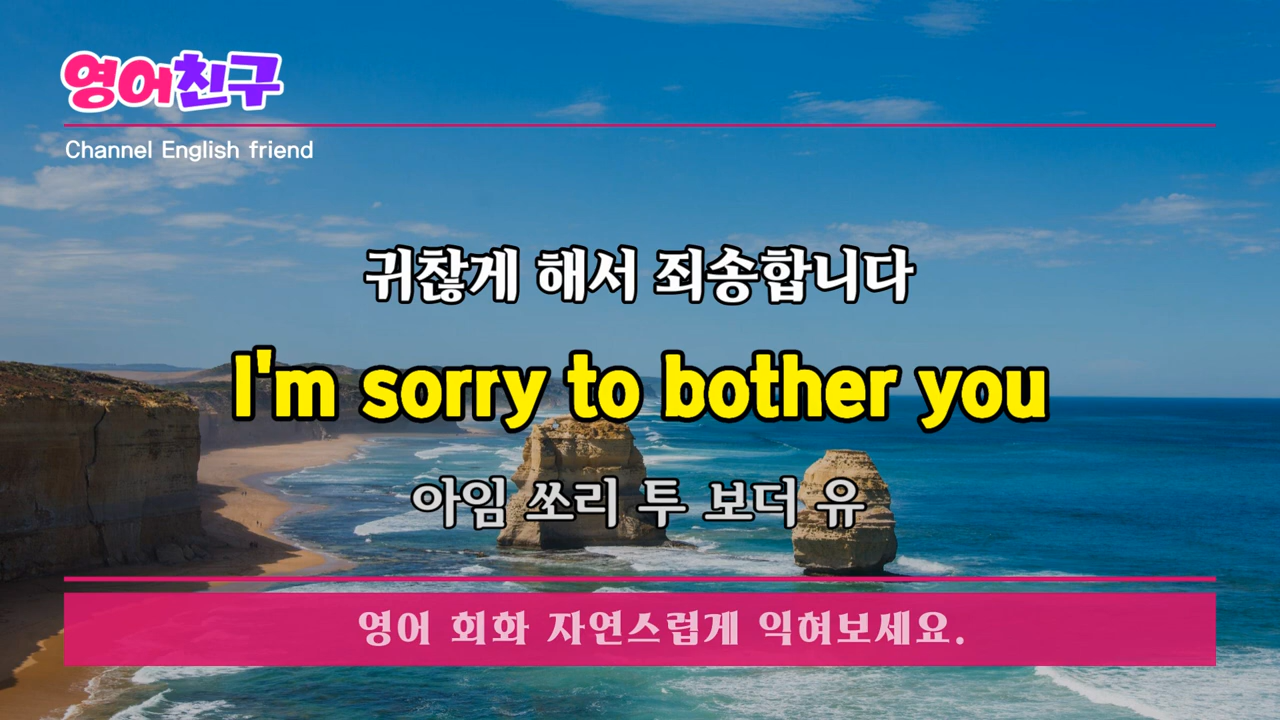 영어친구
Channel English friend
귀찮게 해서 죄송합니다
I'm sorry to bother you
아임 쏘리 투 보더 유
영어 회화 자연스럽게 익혀보세요.